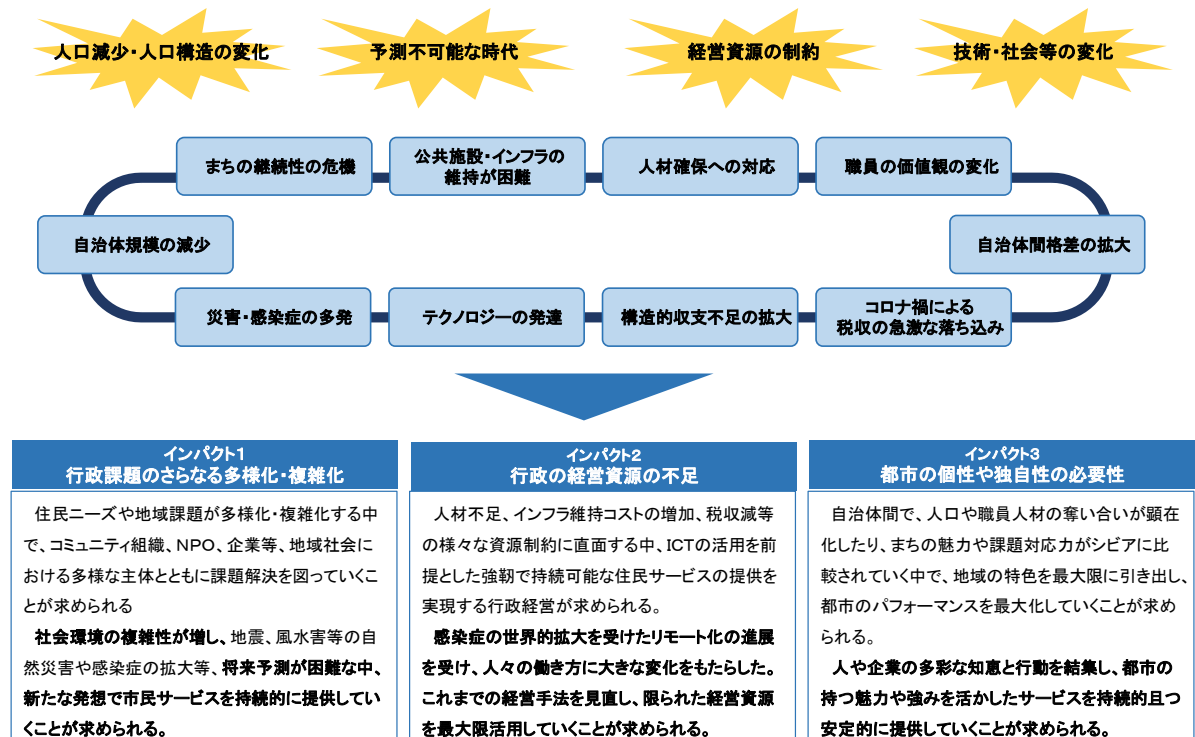 人口減少・人口構造の変化
予測不可能な時代
経営資源の制約
技術・社会等の変化
まちの継続性の危機
公共施設・インフラの
維持が困難
人材確保への対応
職員の価値観の変化
自治体規模の減少
自治体間格差の拡大
災害・感染症の多発
テクノロジーの発達
構造的収支不足の拡大
コロナ禍による
税収の急激な落ち込み
インパクト1
行政課題のさらなる多様化・複雑化
住民ニーズや地域課題が多様化・複雑化する中
で、コミュニティ組織、NPO、企業等、地域社会に
おける多様な主体とともに課題解決を図っていくこ
とが求められる
社会環境の複雑性が増し、地震、風水害等の自
然災害や感染症の拡大等、将来予測が困難な中、
新たな発想で市民サービスを持続的に提供してい
くことが求められる。
インパクト2
行政の経営資源の不足
人材不足、インフラ維持コストの増加、税収減等
の様々な資源制約に直面する中、ICTの活用を前
提とした強靭で持続可能な住民サービスの提供を
実現する行政経営が求められる。
感染症の世界的拡大を受けたリモート化の進展
を受け、人々の働き方に大きな変化をもたらした。
これまでの経営手法を見直し、限られた経営資源
を最大限活用していくことが求められる。
インパクト3
都市の個性や独自性の必要性
自治体間で、人口や職員人材の奪い合いが顕在
化したり、まちの魅力や課題対応力がシビアに比
較されていく中で、地域の特色を最大限に引き出し、
都市のパフォーマンスを最大化していくことが求め
られる。
人や企業の多彩な知恵と行動を結集し、都市の
持つ魅力や強みを活かしたサービスを持続的且つ
安定的に提供していくことが求められる。